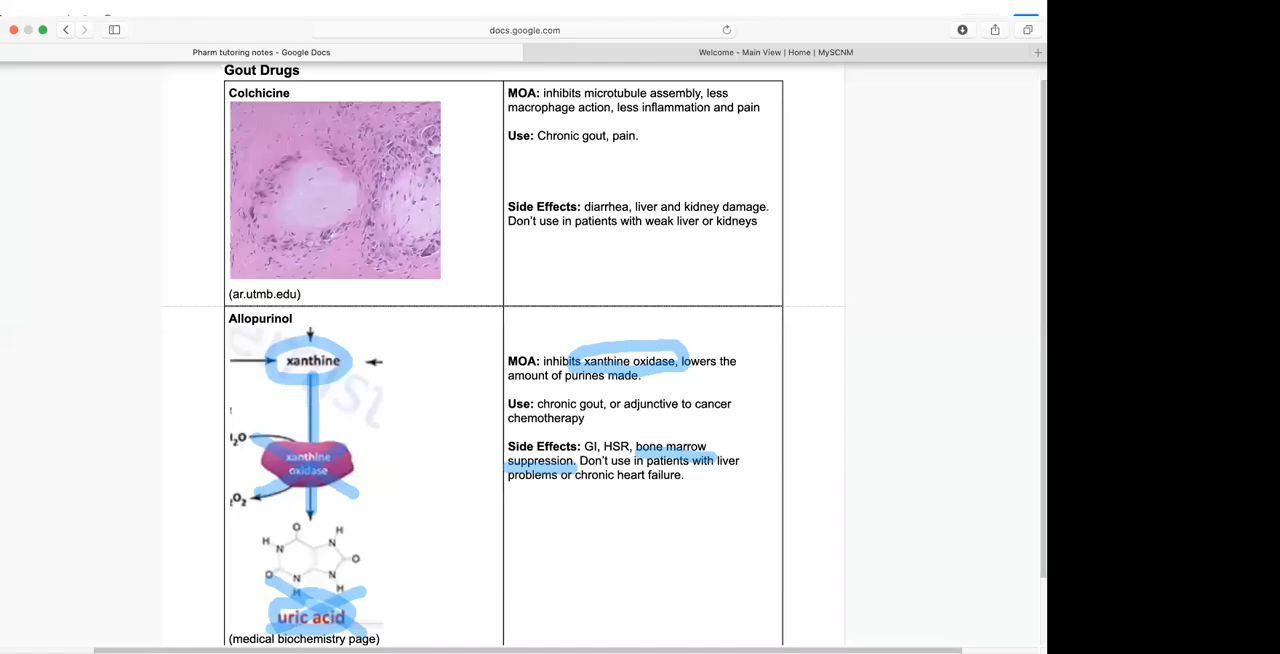 docs.google.com
Pharm tutoring notes - Google Docs
Welcome - Main View | Home | MySCNM
Gout Drugs
Colchicine
(ar.utmb.edu)
MOA: inhibits microtubule assembly, less
macrophage action, less inflammation and pain
Use: Chronic gout, pain.
Side Effects: diarrhea, liver and kidney damage.
Don't use in patients with weak liver or kidneys
Allopurinol
xanthine
xanthine
oxidase
O
H
H
N
N
O
O
N
N
H
H
uric acid
(medical biochemistry page)
MOA: inhibits xanthine oxidase, lowers the
amount of purines made.
Use: chronic gout, or adjunctive to cancer
chemotherapy
Side Effects: GI, HSR, bone marrow
suppression. Don't use in patients with liver
problems or chronic heart failure.